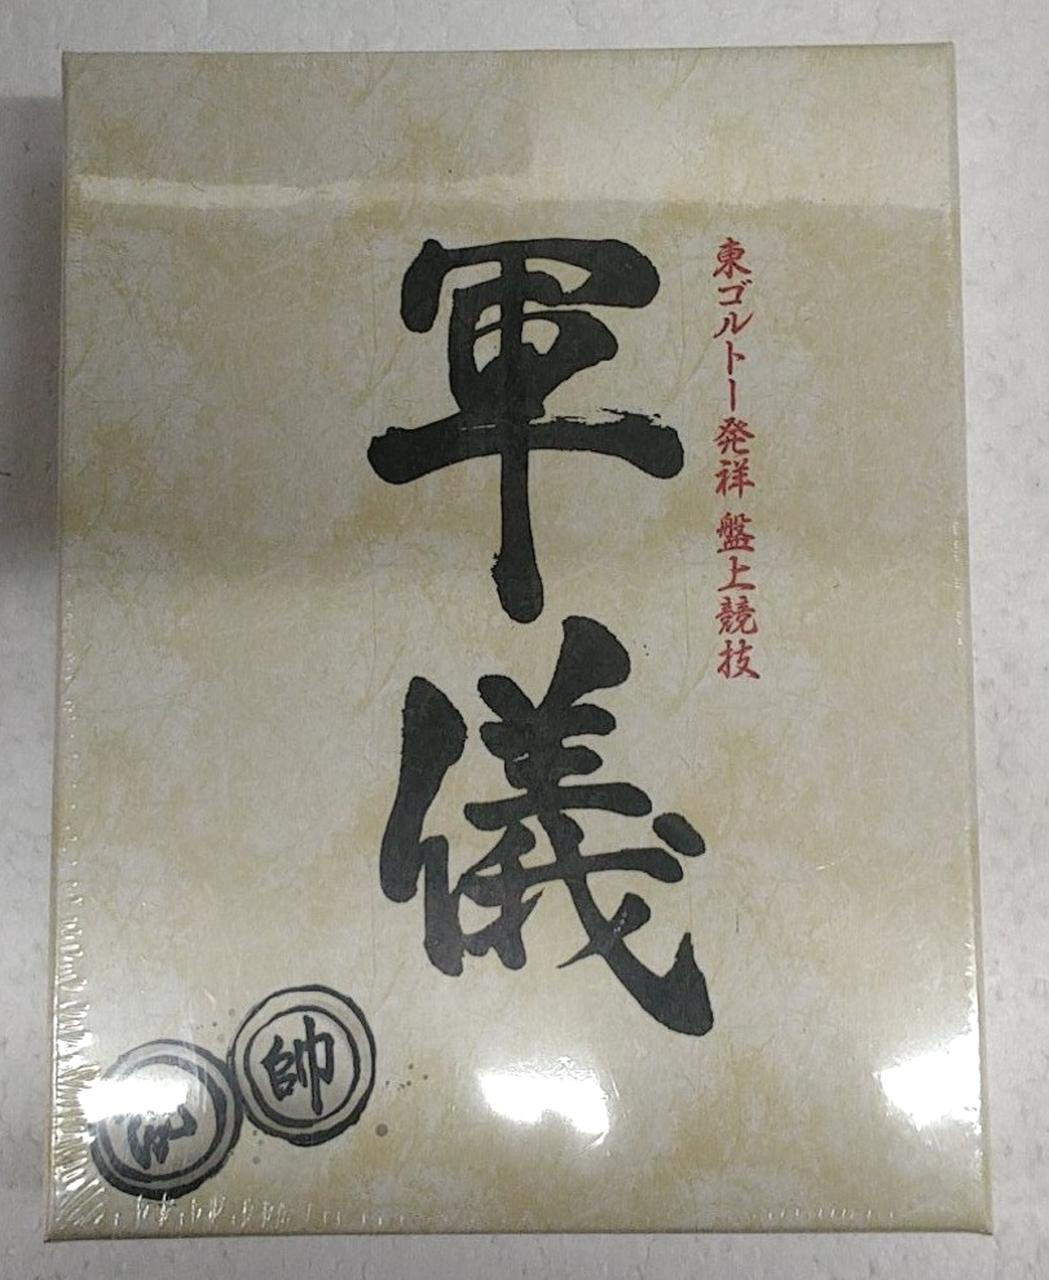 東ゴルトー発祥 盤上競技
軍儀
帥